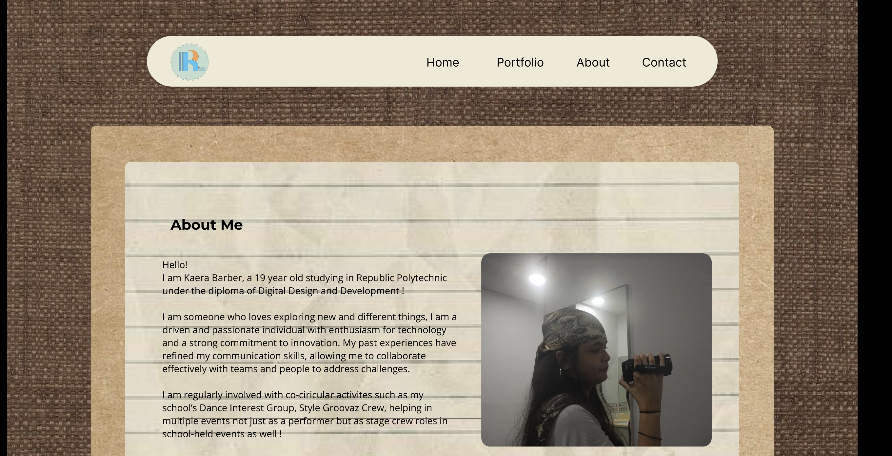 R
Home Portfolio About Contact
About Me
Hello!
I am Kaera Barber, a 19 year old studying in Republic Polytechnic
under the diploma of Digital Design and Development !
I am someone who loves exploring new and different things, I am a
driven and passionate individual with enthusiasm for technology
and a strong commitment to innovation. My past experiences have
refined my communication skills, allowing me to collaborate
effectively with teams and people to address challenges.
I am regularly involved with co-circular activites such as my
school's Dance Interest Group, Style Groovaz Crew, helping in
multiple events not just as a performer but as stage crew roles in
school-held events as well !